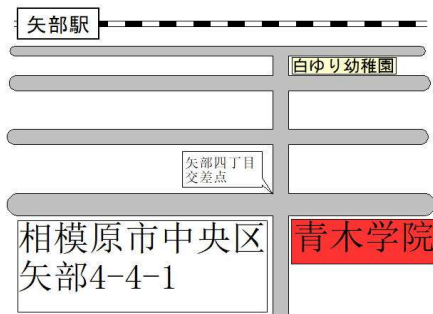 矢部駅
白ゆり幼稚園
矢部四丁目
交差点
相模原市中央区
矢部4-4-1
青木学院